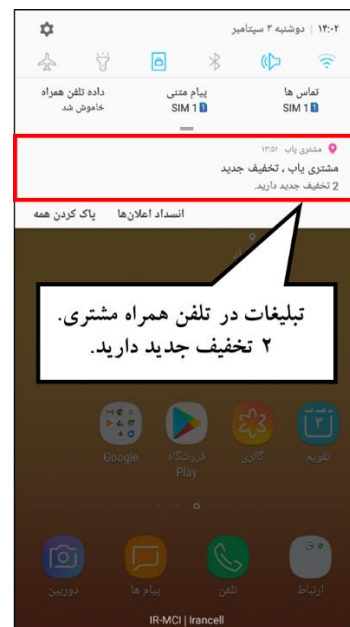 ۱۴:۰۲ | دوشنبه ۳ سپتامبر
تماس ها
SIM 1
پیام متنی
SIM 1
داده تلفن همراه
خاموش شد
مشتری یاب ۱۳:۵۱
مشتری یاب ، تخفیف جدید
2 تخفیف جدید دارید.
انسداد اعلان‌ها
پاک کردن همه
تبلیغات در تلفن همراه مشتری.
۲ تخفیف جدید دارید.
تقویم
گالری
فروشگاه
Play
Google
ارتباط
تلفن
پیام ها
دوربین
IR-MCI | Irancell